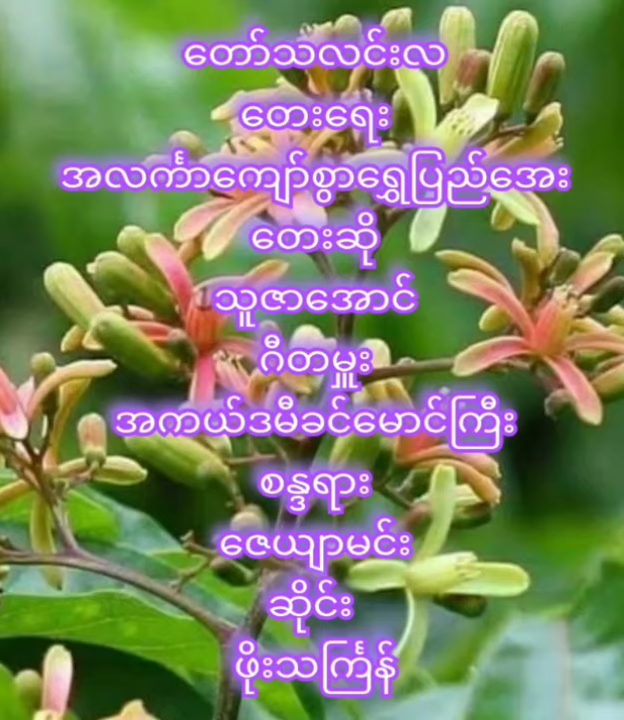 တော်သလင်းလ
တေးရေး
အလင်္ကာကျော်စွာရွှေပြည်အေး
တေးဆို
သူဇာအောင်
ဂီတမှူး
အကယ်ဒမီခင်မောင်ကြီး
စန္ဒရား
ဇေယျာမင်း
ဆိုင်း
ဖိုးသင်္ကြန်